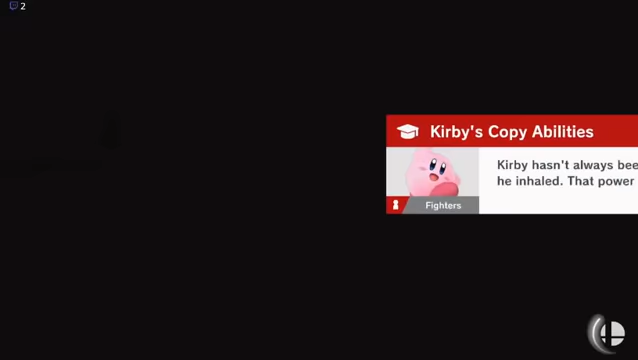 2
Kirby's Copy Abilities
Kirby hasn't always bee
he inhaled. That power
Fighters